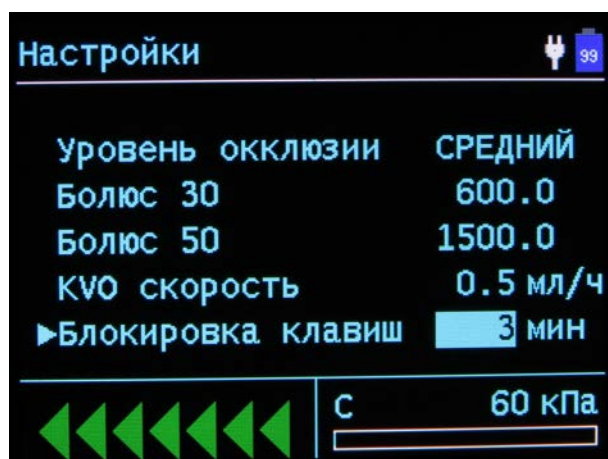 Настройки 99
Уровень окклюзии СРЕДНИЙ
Болюс 30 600.0
Болюс 50 1500.0
KVO скорость 0.5 мл/ч
▶Блокировка клавиш 3 мин
С 60 кПа